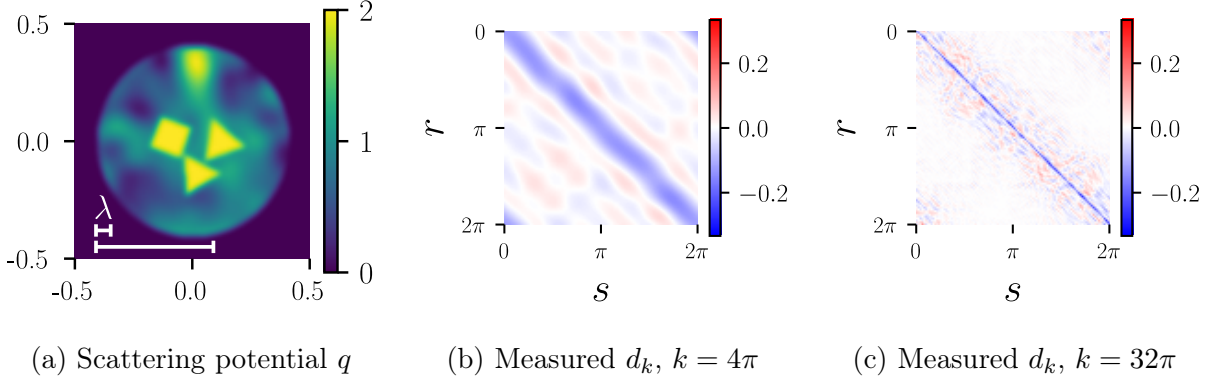 0.5
0.0
-0.5
-0.5
0.0
0.5
λ
2
1
0
(a) Scattering potential q
0
π
2π
r
0
π
2π
s
0.2
0.0
−0.2
(b) Measured d_k, k = 4π
0
π
2π
r
0
π
2π
s
0.2
0.0
−0.2
(c) Measured d_k, k = 32π